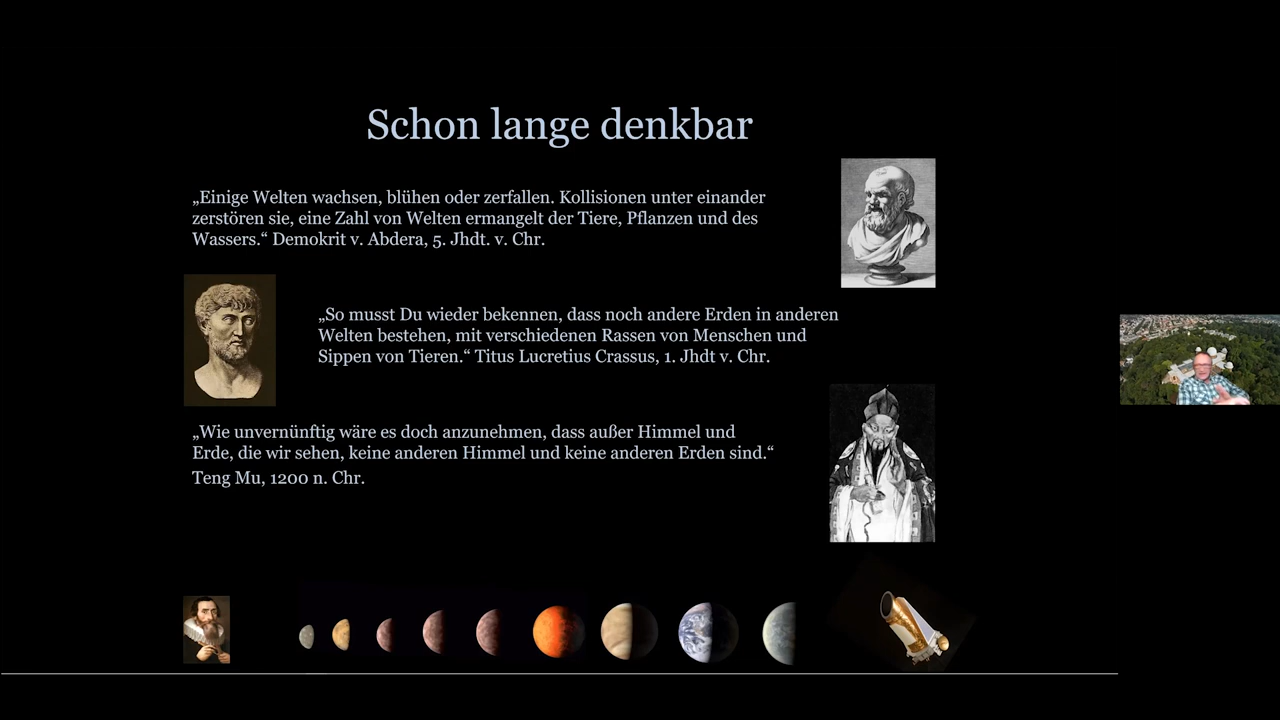 Schon lange denkbar
„Einige Welten wachsen, blühen oder zerfallen. Kollisionen unter einander
zerstören sie, eine Zahl von Welten ermangelt der Tiere, Pflanzen und des
Wassers.“ Demokrit v. Abdera, 5. Jhdt. v. Chr.
„So musst Du wieder bekennen, dass noch andere Erden in anderen
Welten bestehen, mit verschiedenen Rassen von Menschen und
Sippen von Tieren.“ Titus Lucretius Crassus, 1. Jhdt v. Chr.
„Wie unvernünftig wäre es doch anzunehmen, dass außer Himmel und
Erde, die wir sehen, keine anderen Himmel und keine anderen Erden sind.“
Teng Mu, 1200 n. Chr.